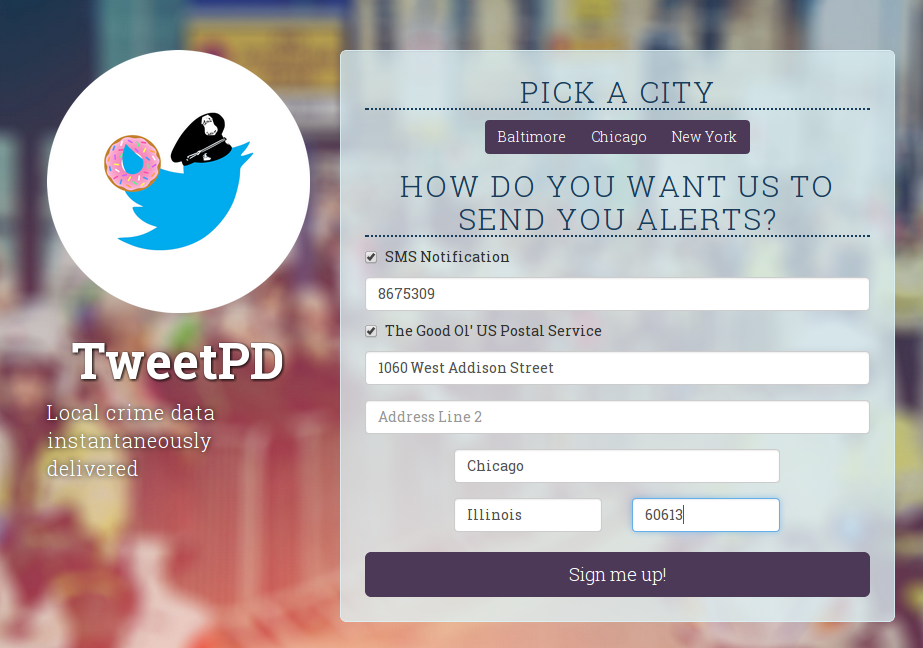 TweetPD
Local crime data
instantaneously
delivered
PICK A CITY
Baltimore Chicago New York
HOW DO YOU WANT US TO
SEND YOU ALERTS?
SMS Notification
8675309
The Good Ol' US Postal Service
1060 West Addison Street
Address Line 2
Chicago
Illinois 60613
Sign me up!